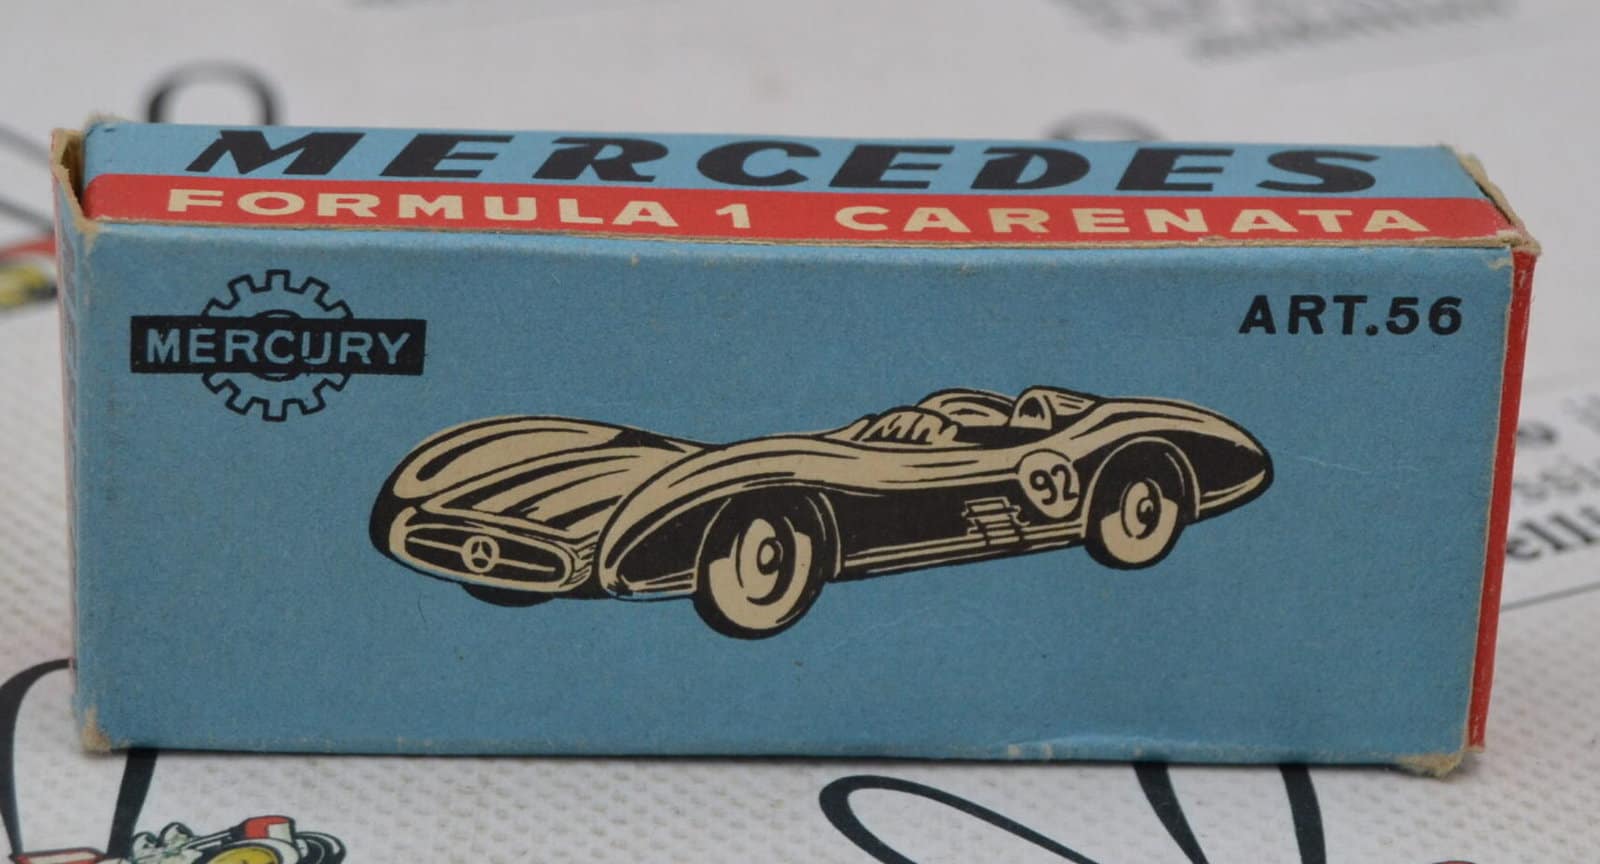 MERCEDES
FORMULA 1 CARENATA
MERCURY
ART.56
92